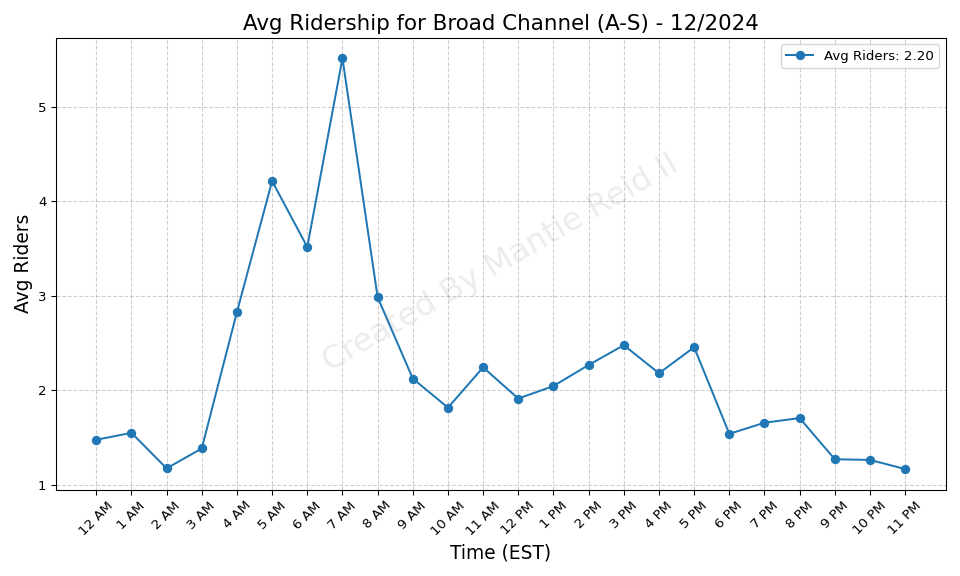 Avg Ridership for Broad Channel (A-S) - 12/2024
Avg Riders: 2.20
Avg Riders
5
4
3
2
1
Created By Mantie Reid II
12 AM
1 AM
2 AM
3 AM
4 AM
5 AM
6 AM
7 AM
8 AM
9 AM
10 AM
11 AM
12 PM
1 PM
2 PM
3 PM
4 PM
5 PM
6 PM
7 PM
8 PM
9 PM
10 PM
11 PM
Time (EST)